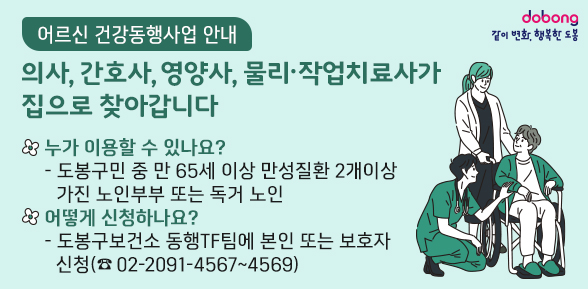 dobong
같이 변화, 행복한 도봉
어르신 건강동행사업 안내
의사, 간호사, 영양사, 물리·작업치료사가
집으로 찾아갑니다
누가 이용할 수 있나요?
- 도봉구민 중 만 65세 이상 만성질환 2개이상
가진 노인부부 또는 독거 노인
어떻게 신청하나요?
- 도봉구보건소 동행TF팀에 본인 또는 보호자
신청(☎ 02-2091-4567~4569)